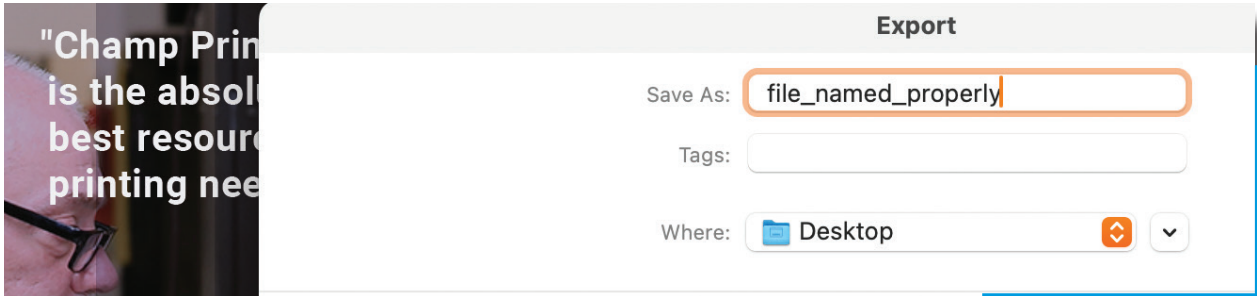 "Champ Prin
is the absol
best resour
printing nee
Export
Save As: file_named_properly
Tags:
Where: Desktop